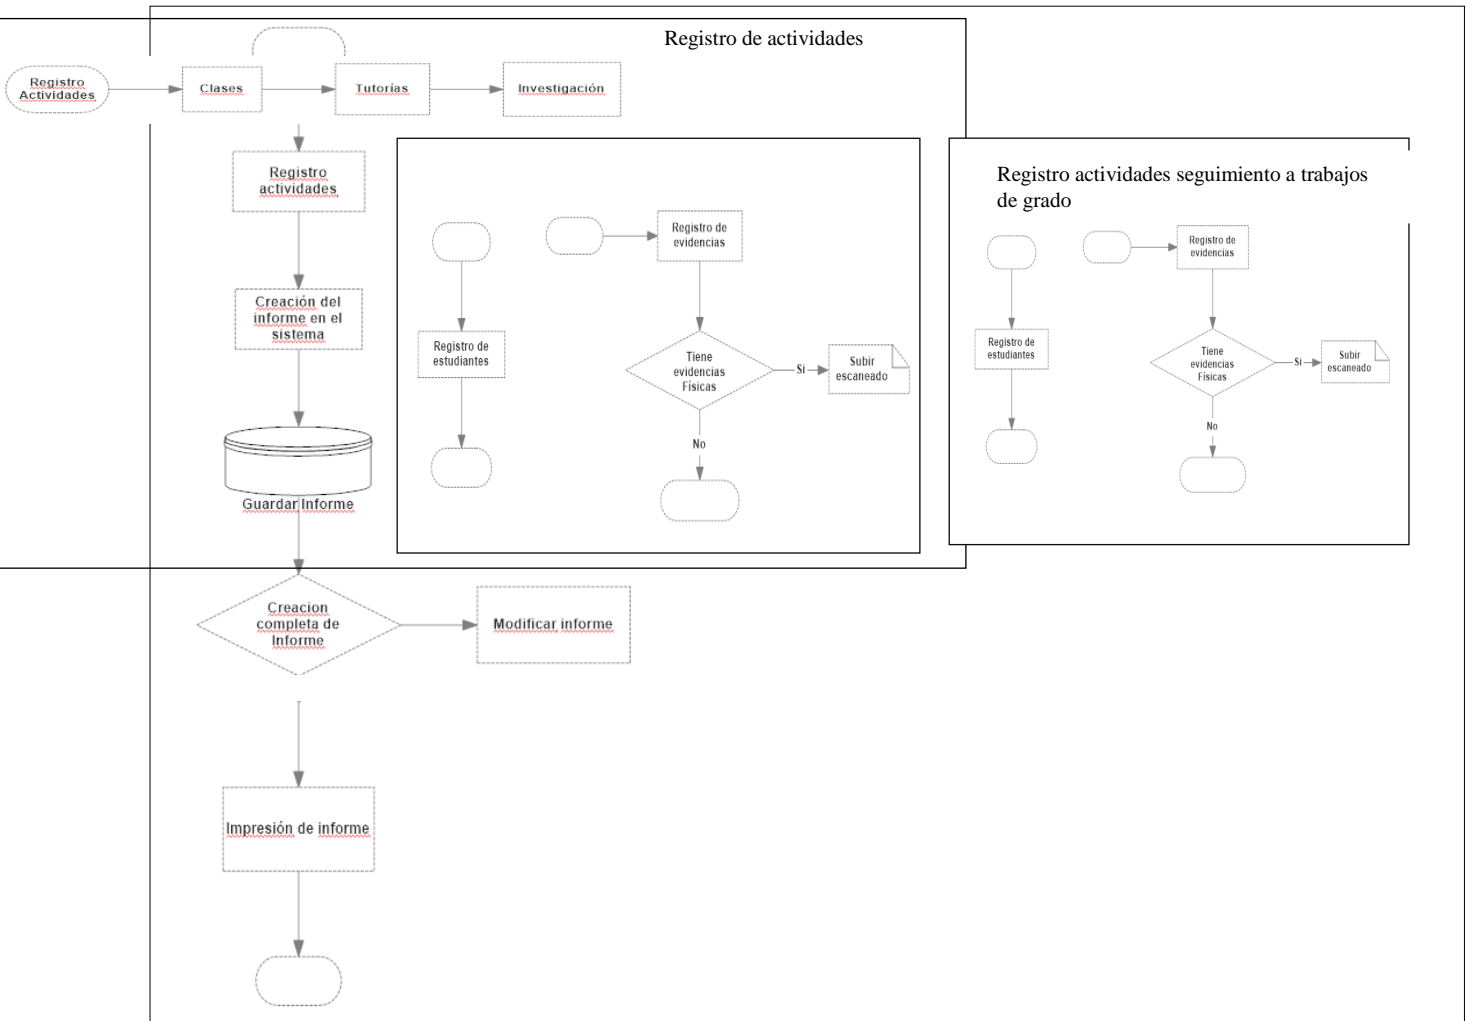 Registro de actividades
Registro
Actividades
Clases
Tutorías
Investigación
Registro
actividades
Creación del
informe en el
sistema
Guardar Informe
Creacion
completa de
Informe
Modificar informe
Impresión de informe
Registro de
estudiantes
Registro de
evidencias
Tiene
evidencias
Físicas
Si
Subir
escaneado
No
Registro actividades seguimiento a trabajos
de grado
Registro de
estudiantes
Registro de
evidencias
Tiene
evidencias
Físicas
Si
Subir
escaneado
No